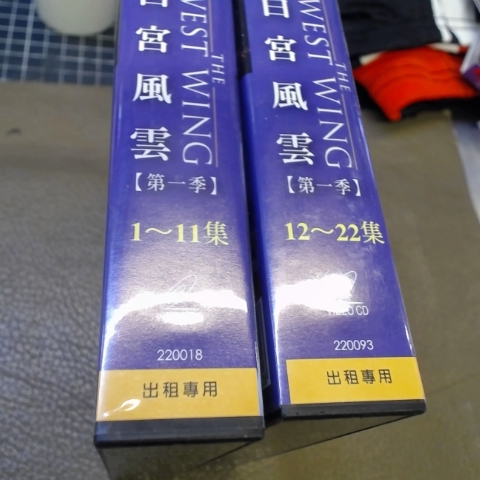 白宮風雲
THE
WEST WING
【第一季】
1～11集
220018
出租專用
白宮風雲
THE
WEST WING
【第一季】
12～22集
VIDEO CD
220093
出租專用